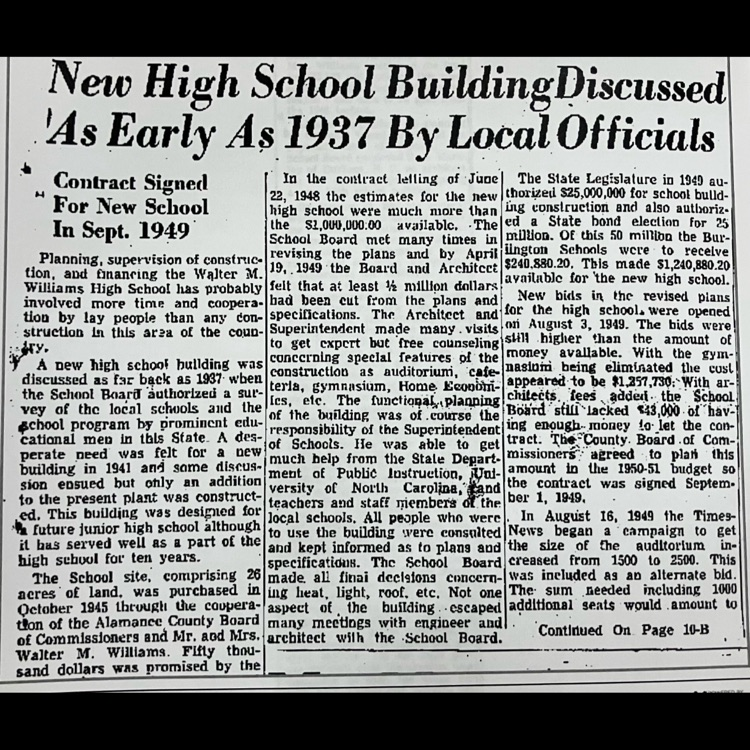 New High School Building Discussed
As Early As 1937 By Local Officials
Contract Signed
For New School
In Sept. 1949
Planning, supervision of construc-
tion, and financing the Walter M.
Williams High School has probably
involved more time and coopera-
tion by lay people than any con-
struction in this area of the coun-
try.
A new high school building was
discussed as far back as 1937 when
the School Board authorized a sur-
vey of the local schools and the
school program by prominent edu-
cational men in this State. A des-
perate need was felt for a new
building in 1941 and some discus-
sion ensued but only an addition
to the present plant was construct-
ed. This building was designed for
a future junior high school although
it has served well as a part of the
high school for ten years.
The School site, comprising 26
acres of land, was purchased in
October 1945 through the coopera-
tion of the Alamance County Board
of Commissioners and Mr. and Mrs.
Walter M. Williams. Fifty thou-
sand dollars was promised by the
In the contract letting of June
22, 1948 the estimates for the new
high school were much more than
the $1,000,000.00 available. The
School Board met many times in
revising the plans and by April
19, 1949 the Board and Architect
felt that at least ½ million dollars
had been cut from the plans and
specifications. The Architect and
Superintendent made many visits
to get expert but free counseling
concerning special features of the
construction as auditorium, cafe-
teria, gymnasium, Home Economi-
ics, etc. The functional planning
of the building was of course the
responsibility of the Superintendent
of Schools. He was able to get
much help from the State Depart-
ment of Public Instruction, Uni-
versity of North Carolina, and
teachers and staff members of the
local schools. All people who were
to use the building were consulted
and kept informed as to plans and
specifications. The School Board
made all final decisions concern-
ing heat, light, roof, etc. Not one
aspect of the building escaped
many meetings with engineer and
architect with the School Board.
The State Legislature in 1949 au-
thorized $25,000,000 for school build-
ing construction and also authoriz-
ed a State bond election for 25
million. Of this 50 million the Bur-
lington Schools were to receive
$240,880.20. This made $1,240,880.20
available for the new high school.
New bids in the revised plans
for the high school were opened
on August 3, 1949. The bids were
still higher than the amount of
money available. With the gym-
nasium being eliminated the cost
appeared to be $1,257,730. With ar-
chitects fees added the School
Board still lacked $43,000 of hav-
ing enough money to let the con-
tract. The County Board of Com-
missioners agreed to plan this
amount in the 1950-51 budget so
the contract was signed Septem-
ber 1, 1949.
In August 16, 1949 the Times-
News began a campaign to get
the size of the auditorium in-
creased from 1500 to 2500. This
was included as an alternate bid.
The sum needed including 1000
additional seats would amount to
Continued On Page 10-B